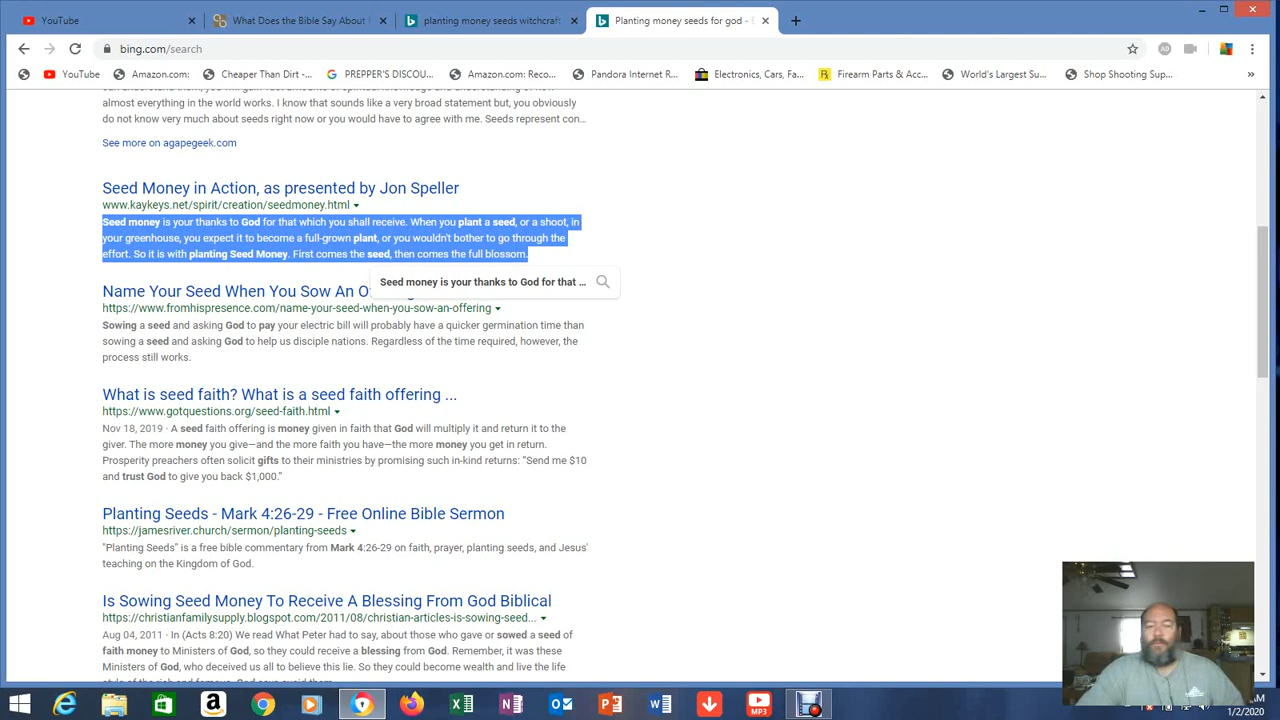 YouTube
What Does the Bible Say About
planting money seeds witchcraft
Planting money seeds for god -
bing.com/search
YouTube
Amazon.com:
Cheaper Than Dirt -...
PREPPER'S DISCOU...
Amazon.com: Reco...
Pandora Internet R...
Electronics, Cars, Fa...
Firearm Parts & Acc...
World's Largest Su...
Shop Shooting Sup...
»
almost everything in the world works. I know that sounds like a very broad statement but, you obviously
do not know very much about seeds right now or you would have to agree with me. Seeds represent con...
See more on agapegeek.com
Seed Money in Action, as presented by Jon Speller
www.kaykeys.net/spirit/creation/seedmoney.html
Seed money is your thanks to God for that which you shall receive. When you plant a seed, or a shoot, in
your greenhouse, you expect it to become a full-grown plant, or you wouldn't bother to go through the
effort. So it is with planting Seed Money. First comes the seed, then comes the full blossom.
Seed money is your thanks to God for that ...
Name Your Seed When You Sow An
https://www.fromhispresence.com/name-your-seed-when-you-sow-an-offering
Sowing a seed and asking God to pay your electric bill will probably have a quicker germination time than
sowing a seed and asking God to help us disciple nations. Regardless of the time required, however, the
process still works.
What is seed faith? What is a seed faith offering ...
https://www.gotquestions.org/seed-faith.html
Nov 18, 2019 · A seed faith offering is money given in faith that God will multiply it and return it to the
giver. The more money you give—and the more faith you have—the more money you get in return.
Prosperity preachers often solicit gifts to their ministries by promising such in-kind returns: "Send me $10
and trust God to give you back $1,000."
Planting Seeds - Mark 4:26-29 - Free Online Bible Sermon
https://jamesriver.church/sermon/planting-seeds
"Planting Seeds" is a free bible commentary from Mark 4:26-29 on faith, prayer, planting seeds, and Jesus'
teaching on the Kingdom of God.
Is Sowing Seed Money To Receive A Blessing From God Biblical
https://christianfamilysupply.blogspot.com/2011/08/christian-articles-is-sowing-seed...
Aug 04, 2011 · In (Acts 8:20) We read What Peter had to say, about those who gave or sowed a seed of
faith money to Ministers of God, so they could receive a blessing from God. Remember, it was these
Ministers of God, who deceived us all to believe this lie. So they could become wealth and live the life
MP3
1/2/2020